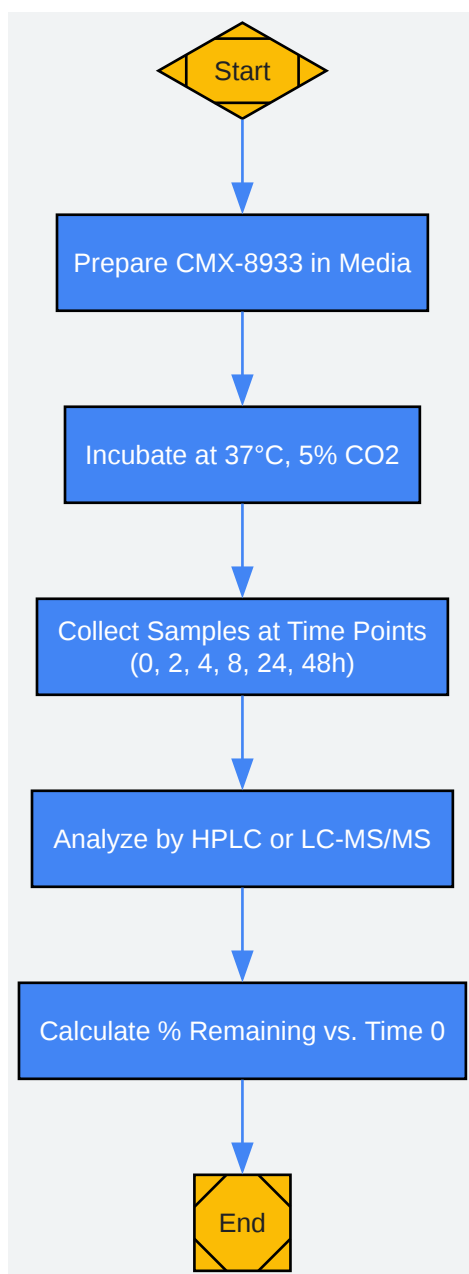 Start
Prepare CMX-8933 in Media
Incubate at 37°C, 5% CO2
Collect Samples at Time Points
(0, 2, 4, 8, 24, 48h)
Analyze by HPLC or LC-MS/MS
Calculate % Remaining vs. Time 0
End